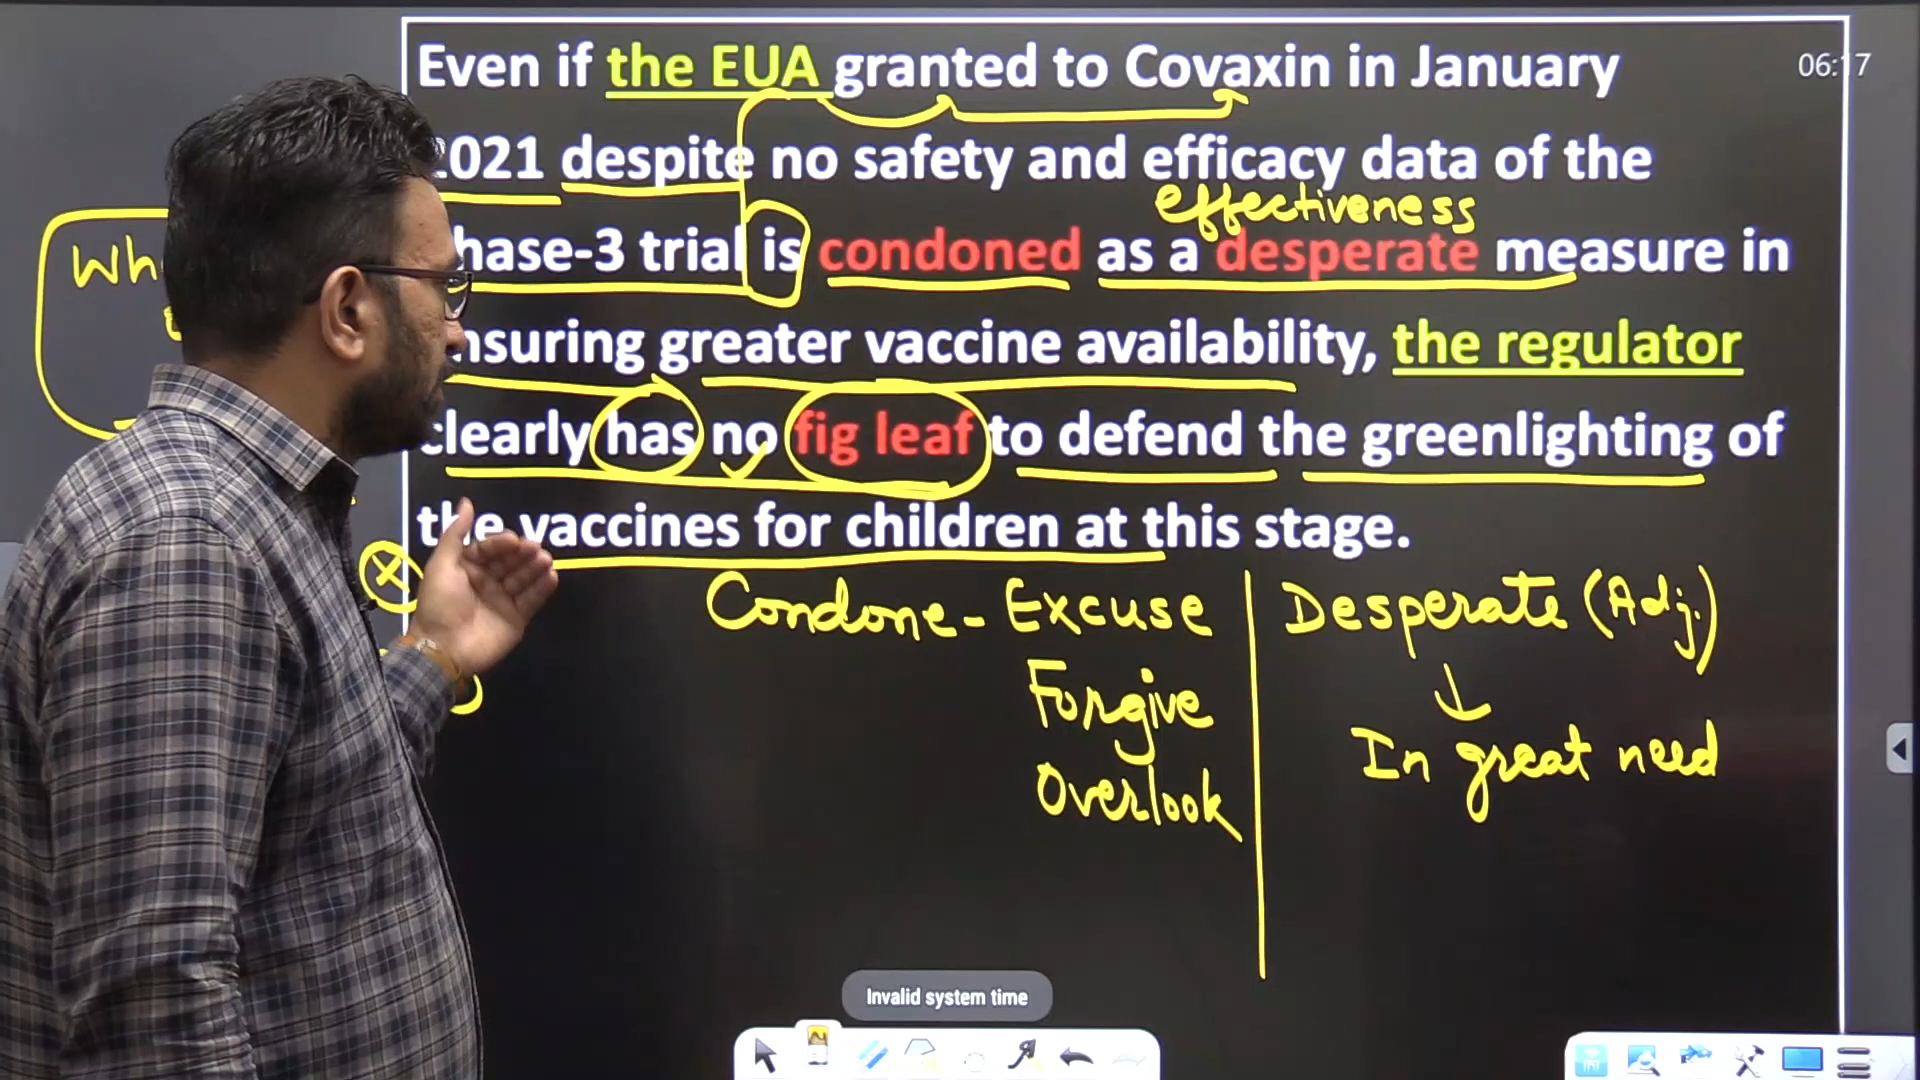 Even if the EUA granted to Covaxin in January
06:17
2021 despite no safety and efficacy data of the
effectiveness
trial is condoned as a desperate measure in
greater vaccine availability, the regulator
clearly has no fig leaf to defend the greenlighting of
the vaccines for children at this stage.
Condone - Excuse
Forgive
Overlook
Desperate (Adj.)
In great need
Invalid system time